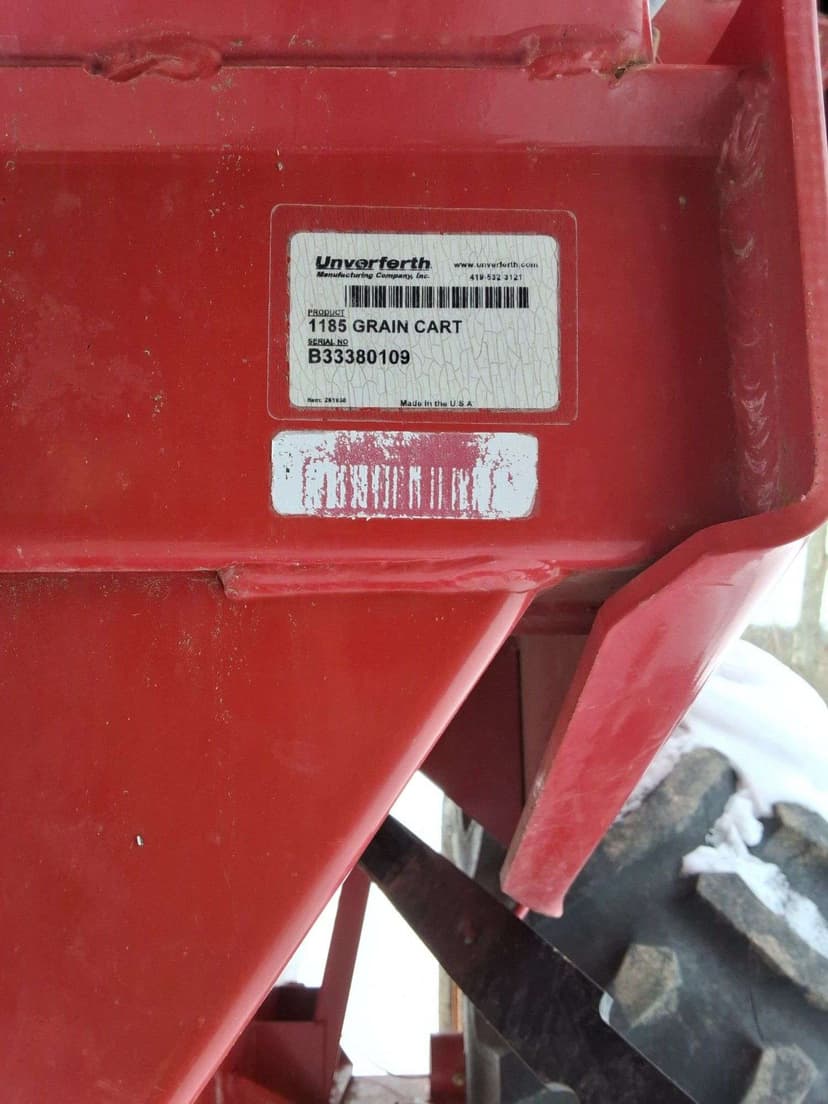 Unverferth
www.unverferth.com
Manufacturing Company, Inc.
419-532-3121
PRODUCT
1185 GRAIN CART
SERIAL NO
B33380109
Made in the U.S.A.